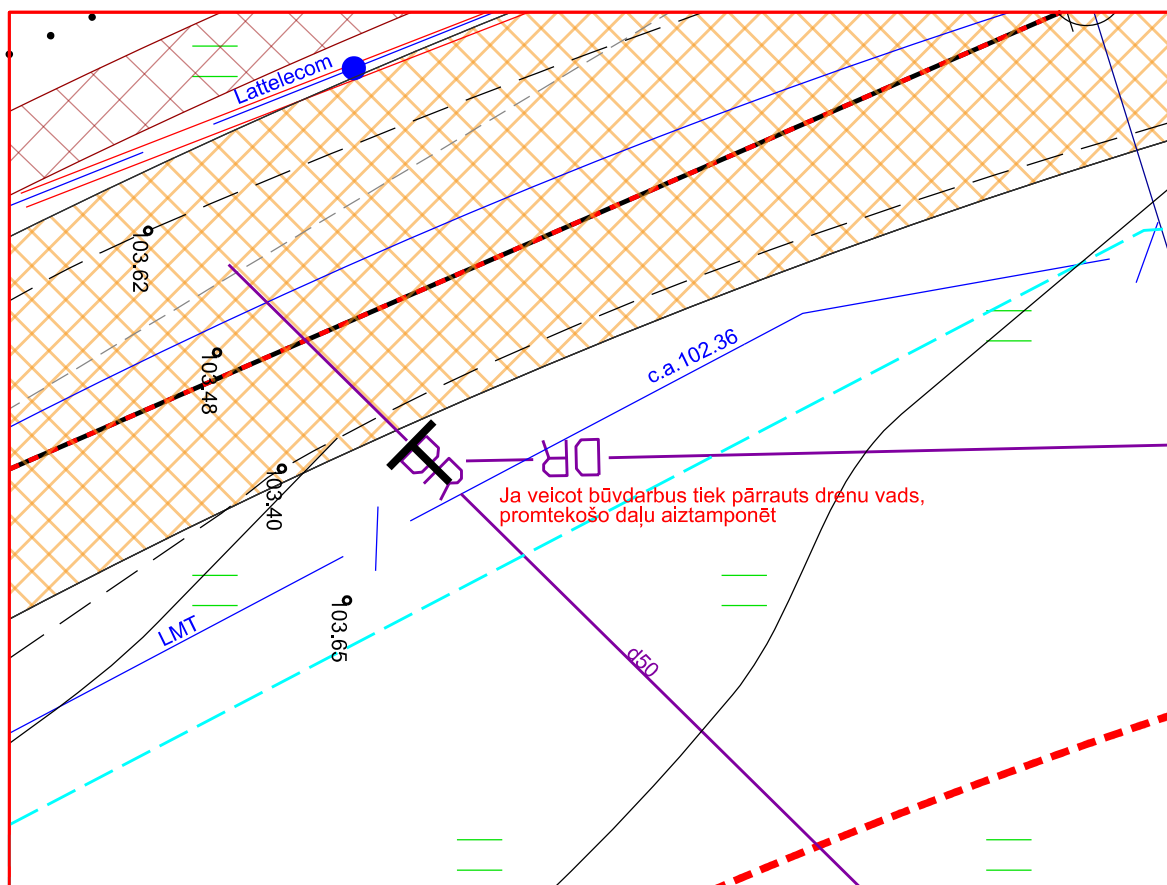 Lattelecom
103.62
c.a.102.36
103.48
DR
DR
103.40
Ja veicot būvdarbus tiek pārrauts drenu vads,
promtekošo daļu aiztamponēt
LMT
103.65
d50